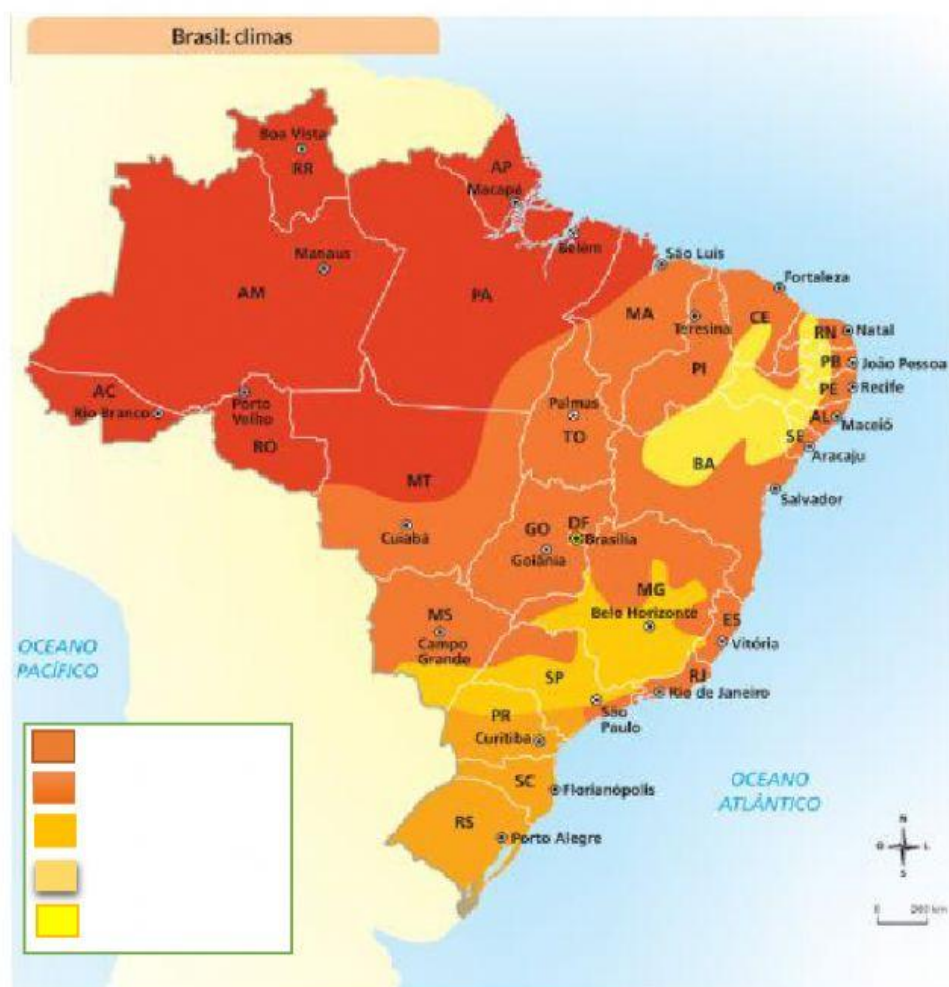 Brasil: climas
Boa Vista
RR
AP
Macapá
Belém
São Luís
Manaus
AM
PA
MA
Teresina
CE
Fortaleza
RN
Natal
PB
João Pessoa
PI
PE
Recife
AC
Rio Branco
Porto
Velho
RO
Palmas
TO
AL
Maceió
SE
Aracaju
BA
Salvador
MT
Cuiabá
GO
DF
Brasília
Goiânia
MG
Belo Horizonte
ES
Vitória
MS
Campo
Grande
OCEANO
PACÍFICO
SP
RJ
Rio de Janeiro
São
Paulo
PR
Curitiba
SC
Florianópolis
OCEANO
ATLÂNTICO
RS
Porto Alegre
N
O
L
S
0
260 km